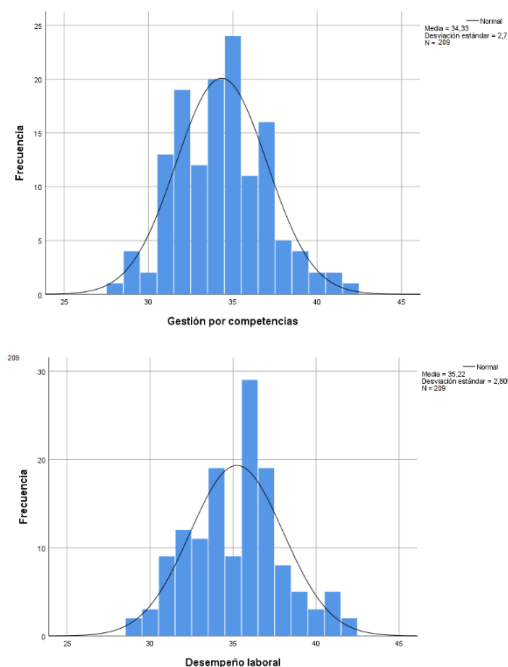 25
20
15
10
5
0
Frecuencia
25
30
35
40
45
Gestión por competencias
Normal
Media = 34,33
Desviación estándar = 2,7
N = 209
209
30
20
10
0
Frecuencia
25
30
35
40
45
Desempeño laboral
Normal
Media = 35,22
Desviación estándar = 2,80
N = 209